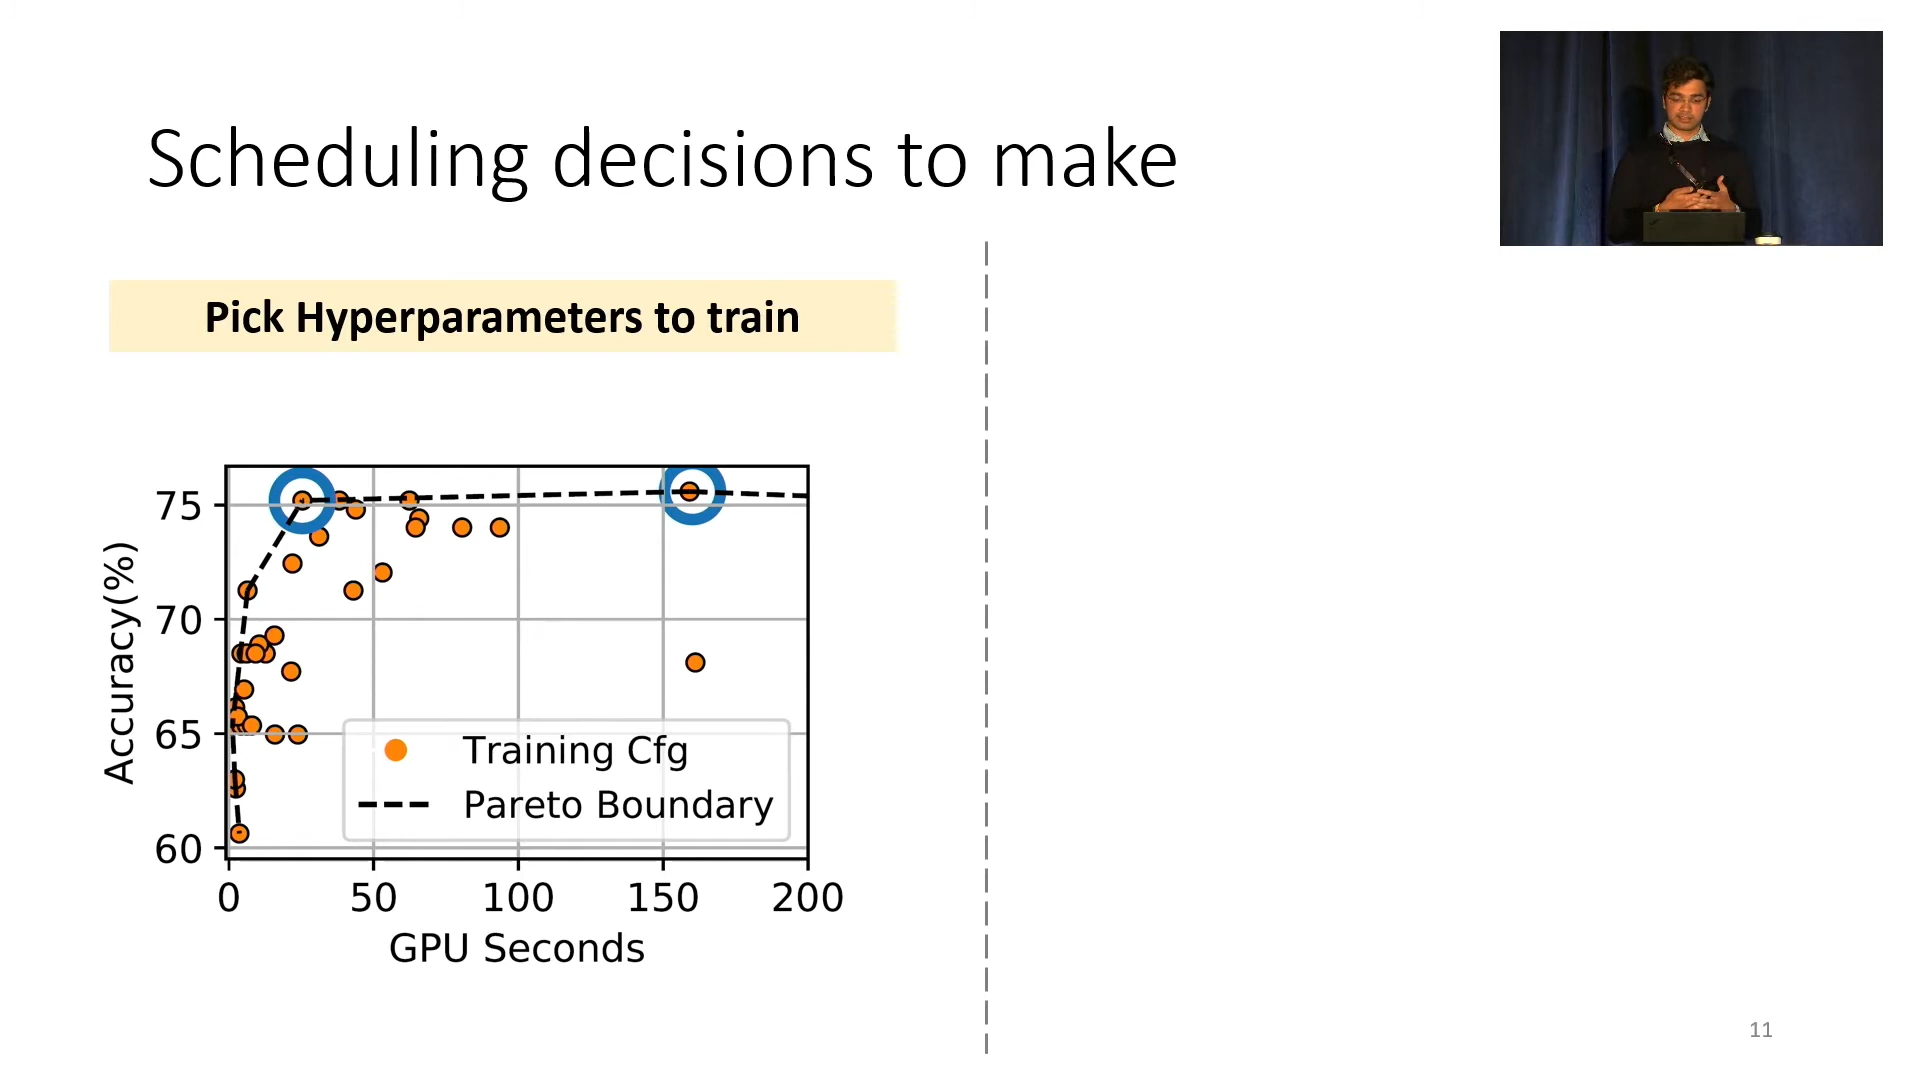 Scheduling decisions to make
Pick Hyperparameters to train
Accuracy(%)
75
70
65
60
Training Cfg
Pareto Boundary
0 50 100 150 200
GPU Seconds
11